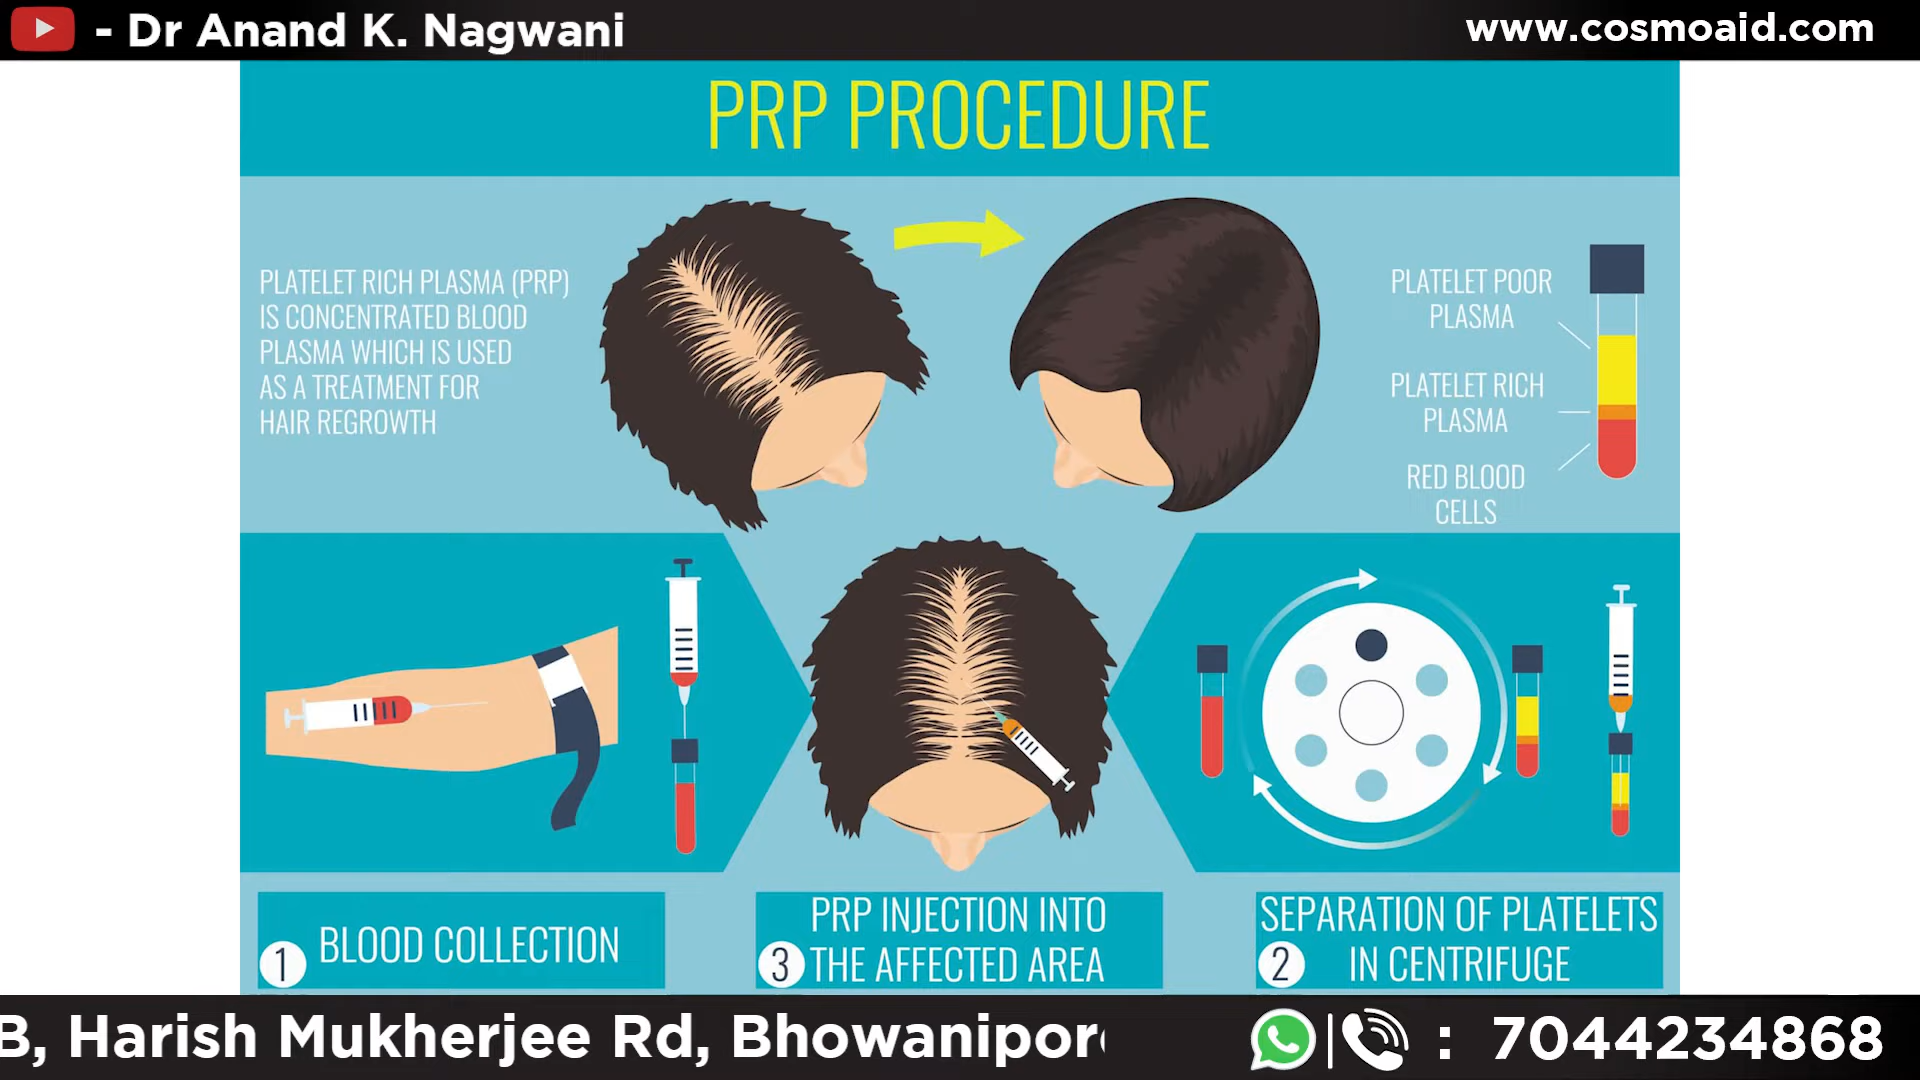 - Dr Anand K. Nagwani
www.cosmoaid.com
PRP PROCEDURE
PLATELET RICH PLASMA (PRP)
IS CONCENTRATED BLOOD
PLASMA WHICH IS USED
AS A TREATMENT FOR
HAIR REGROWTH
PLATELET POOR
PLASMA
PLATELET RICH
PLASMA
RED BLOOD
CELLS
1 BLOOD COLLECTION
PRP INJECTION INTO
3 THE AFFECTED AREA
SEPARATION OF PLATELETS
2 IN CENTRIFUGE
B, Harish Mukherjee Rd, Bhowanipor
: 7044234868